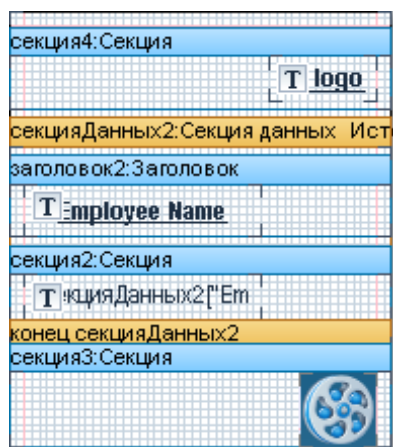 секция4:Секция
T logo
секцияДанных2:Секция данных Ист
заголовок2:Заголовок
T Employee Name
секция2:Секция
T кцияДанных2["Em
конец секцияДанных2
секция3:Секция